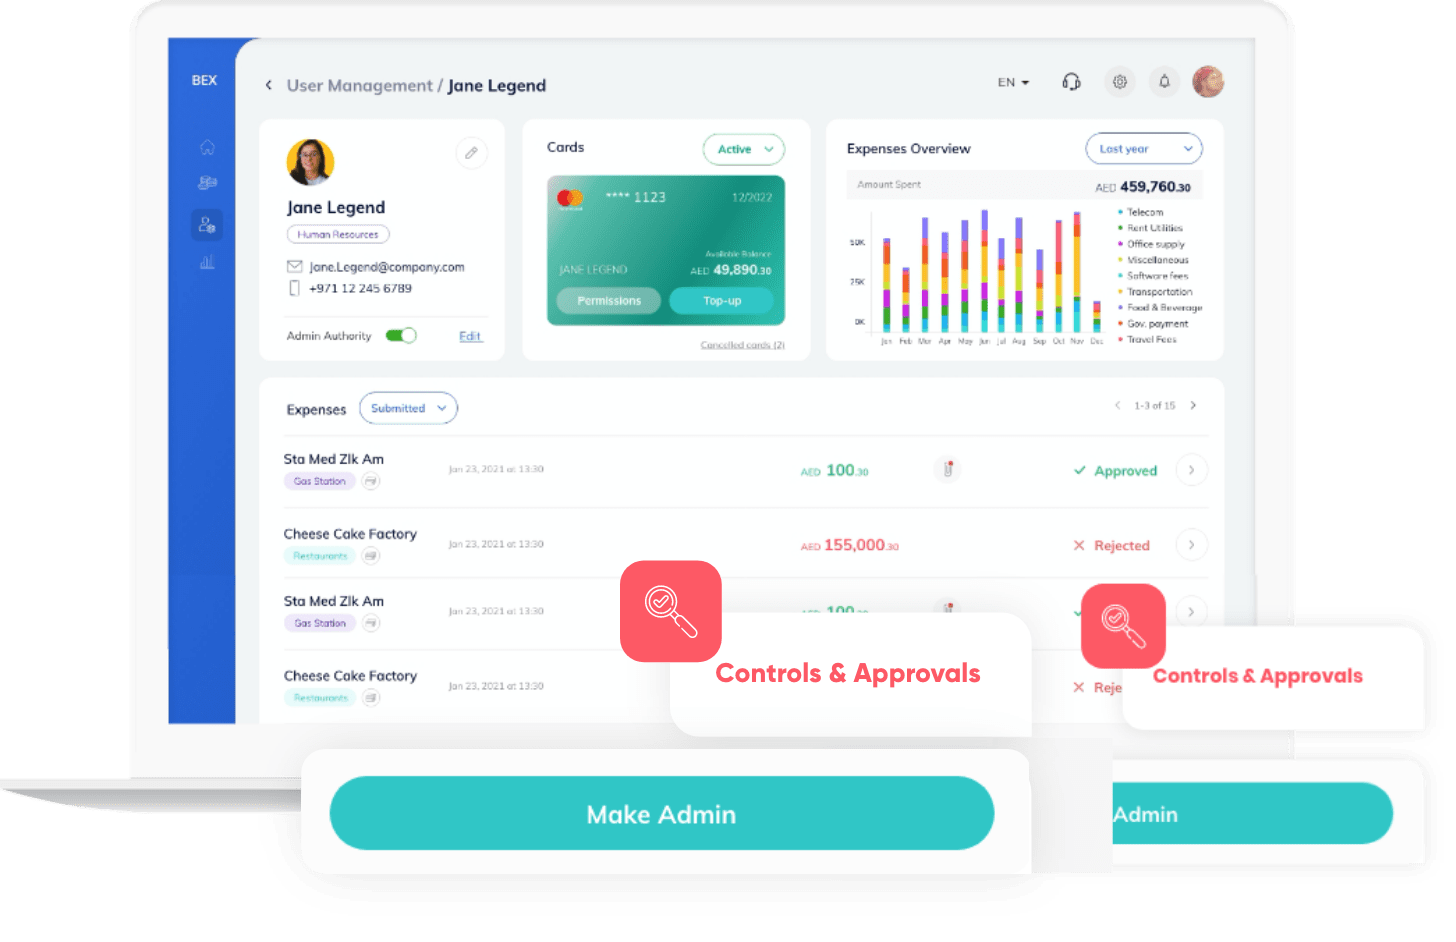 BEX
User Management / Jane Legend
EN
Jane Legend
Human Resources
Jane.Legend@company.com
+971 12 245 6789
Admin Authority
Edit
Cards
Active
**** 1123
12/2022
Available Balance
JANE LEGEND
AED 49,890.30
Permissions
Top-up
Cancelled cards (2)
Expenses Overview
Last year
Amount Spent
AED 459,760.30
50K
25K
0K
Jan Feb Mar Apr May Jun Jul Aug Sep Oct Nov Dec
Telecom
Rent Utilities
Office supply
Miscellaneous
Software fees
Transportation
Food & Beverage
Gov. payment
Travel Fees
Expenses
Submitted
1-3 of 15
Sta Med Zlk Am
Gas Station
Jan 23, 2021 at 13:30
AED 100.30
Approved
Cheese Cake Factory
Restaurants
Jan 23, 2021 at 13:30
AED 155,000.30
Rejected
Sta Med Zlk Am
Gas Station
Jan 23, 2021 at 13:30
100.30
Cheese Cake Factory
Restaurants
Jan 23, 2021 at 13:30
Reje
Controls & Approvals
Controls & Approvals
Make Admin
Admin